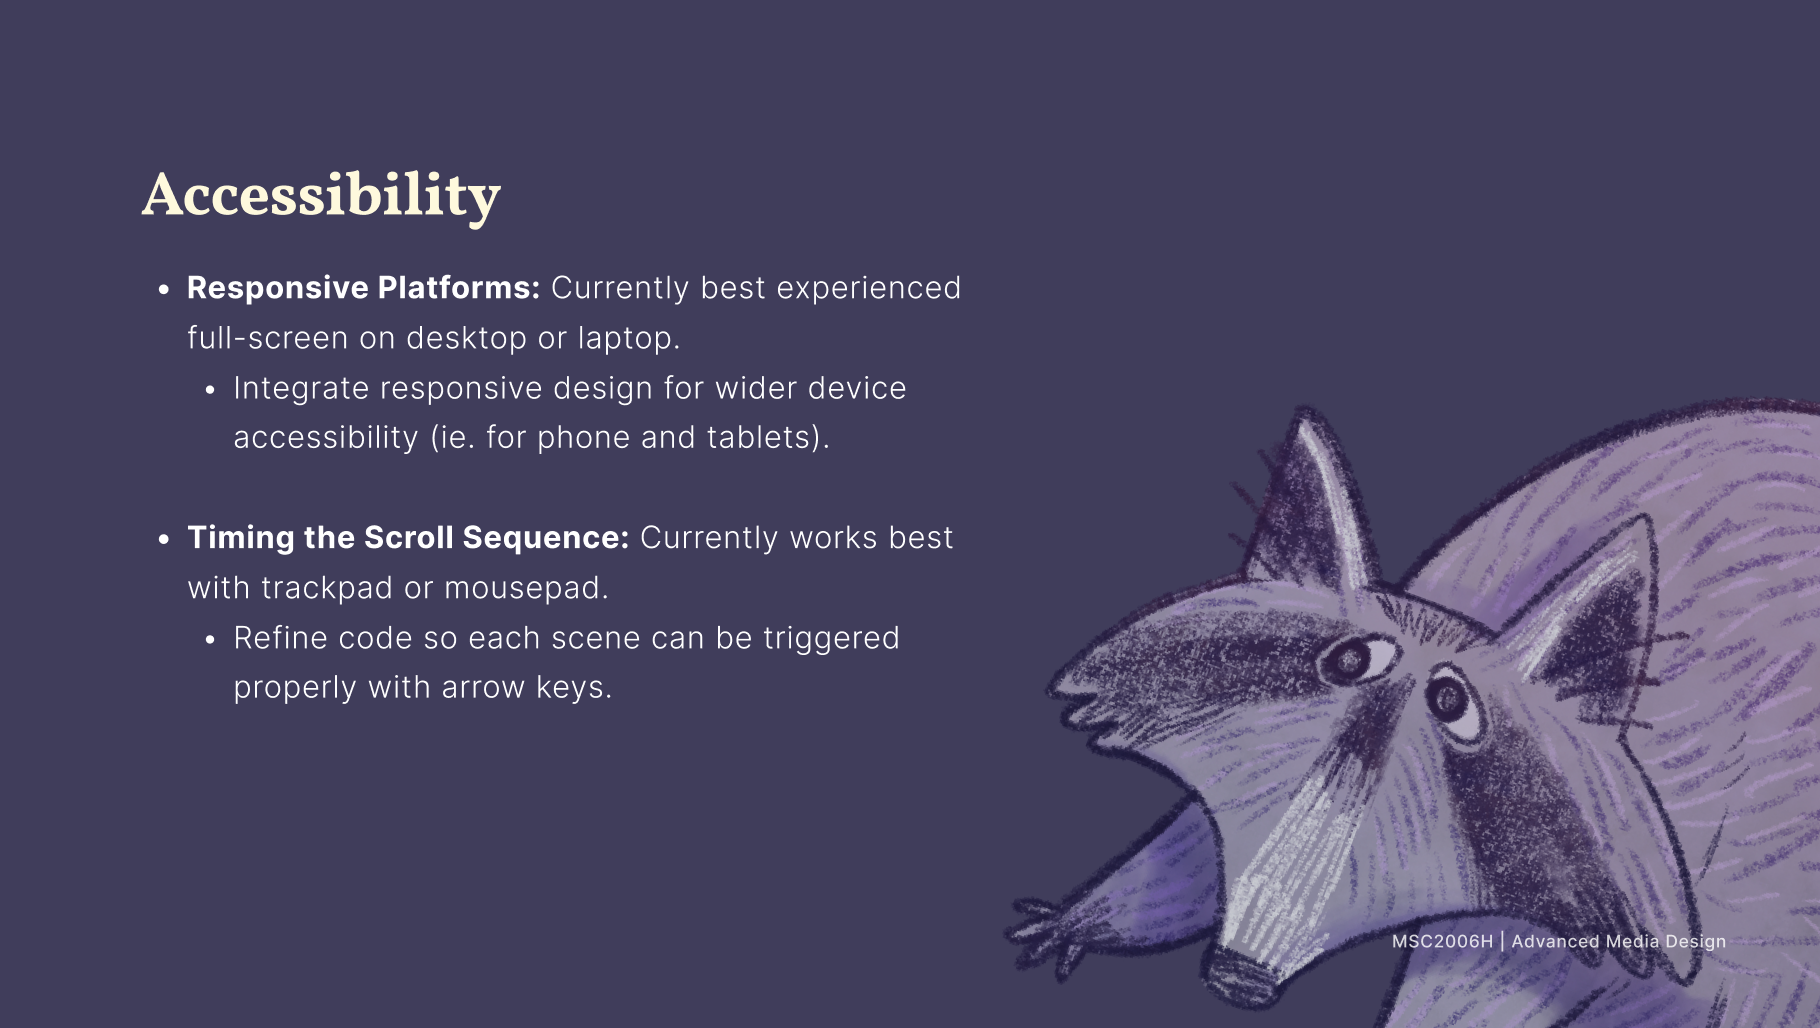 Accessibility
• Responsive Platforms: Currently best experienced
full-screen on desktop or laptop.
• Integrate responsive design for wider device
accessibility (ie. for phone and tablets).
• Timing the Scroll Sequence: Currently works best
with trackpad or mousepad.
• Refine code so each scene can be triggered
properly with arrow keys.
MSC2006H | Advanced Media Design